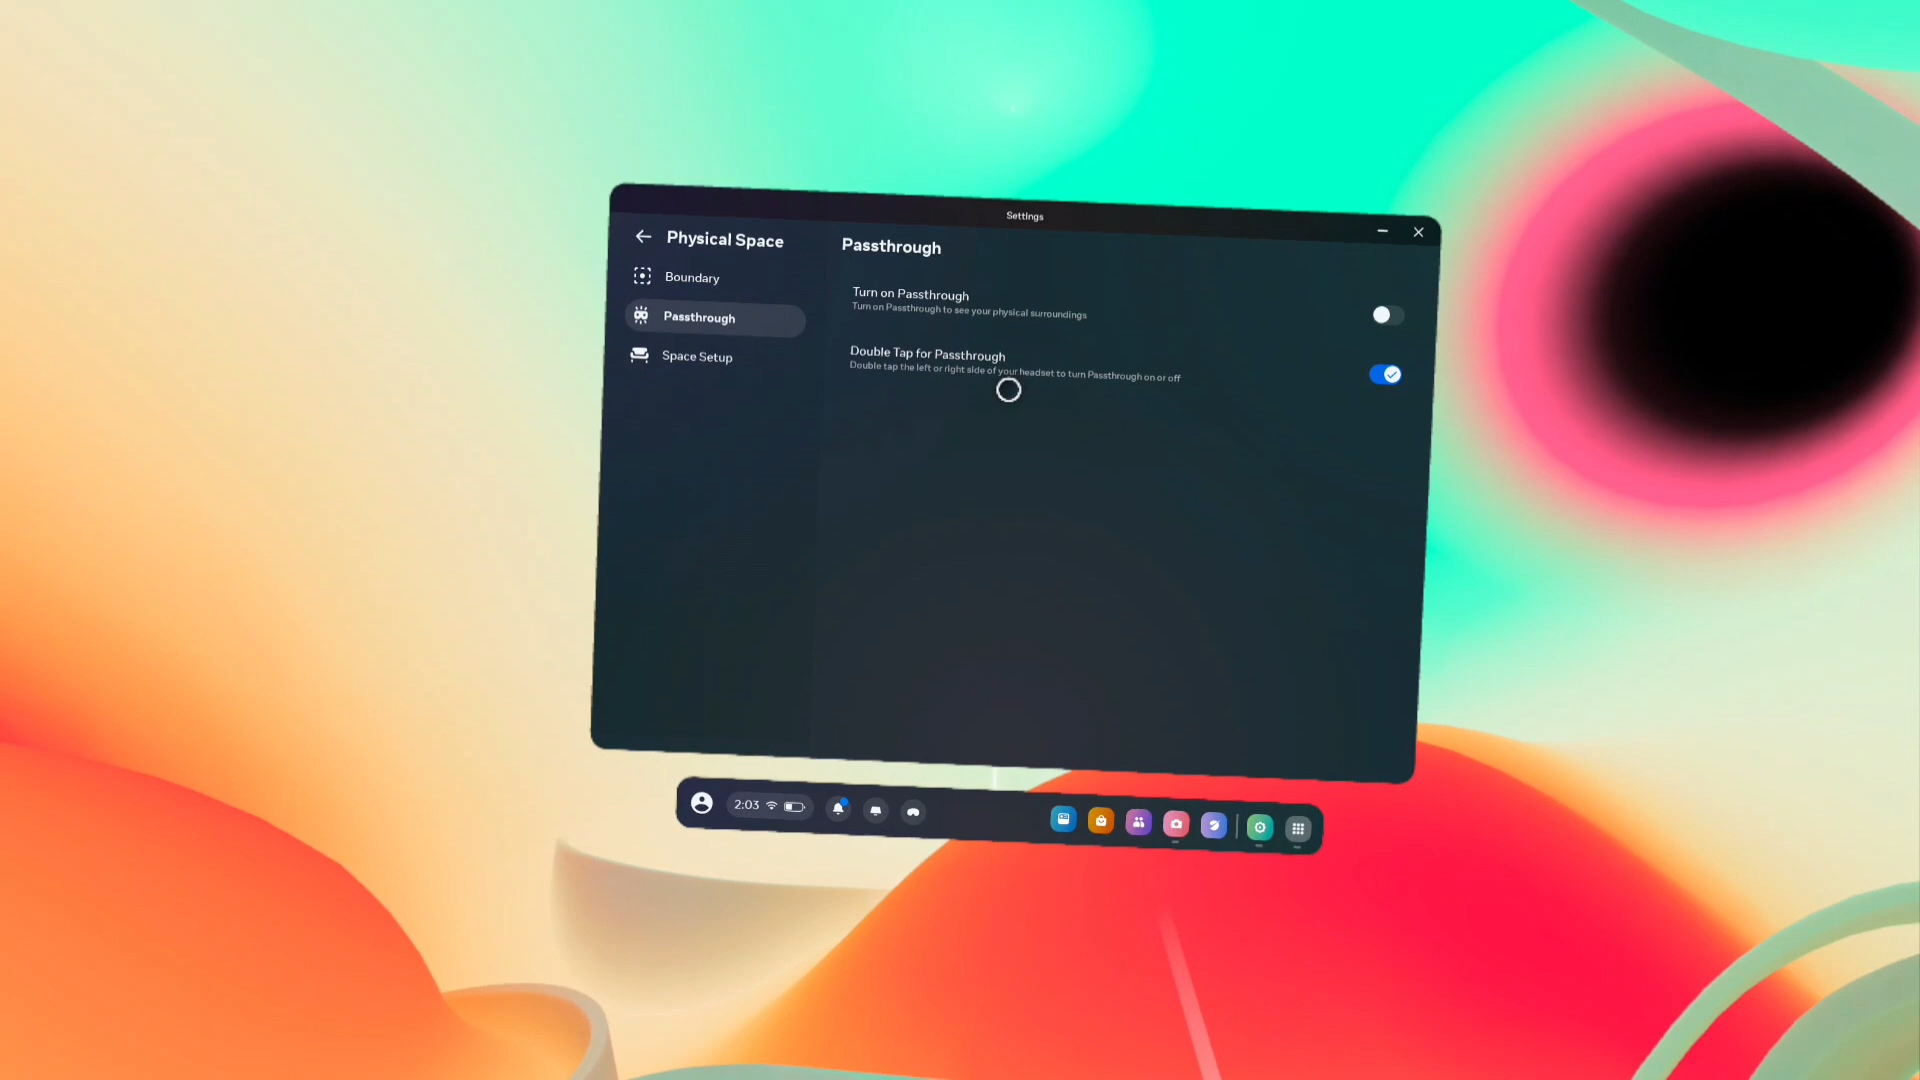 Settings
Physical Space
Boundary
Passthrough
Space Setup
Passthrough
Turn on Passthrough
Turn on Passthrough to see your physical surroundings
Double Tap for Passthrough
Double tap the left or right side of your headset to turn Passthrough on or off
2:03